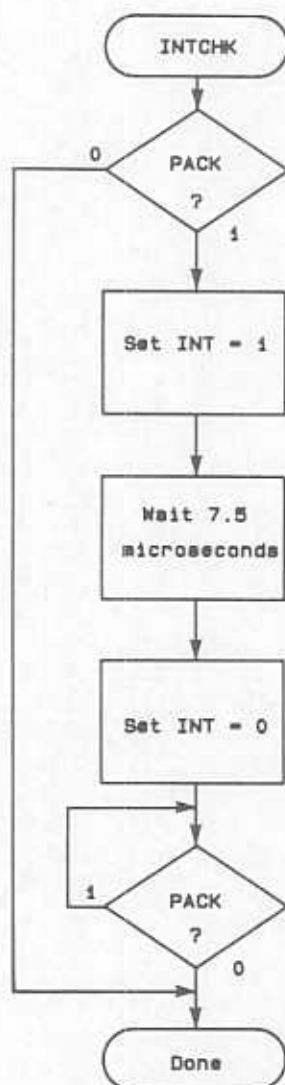 INTCHK
0
PACK
?
1
Set INT = 1
Wait 7.5
microseconds
Set INT = 0
1
PACK
?
0
Done